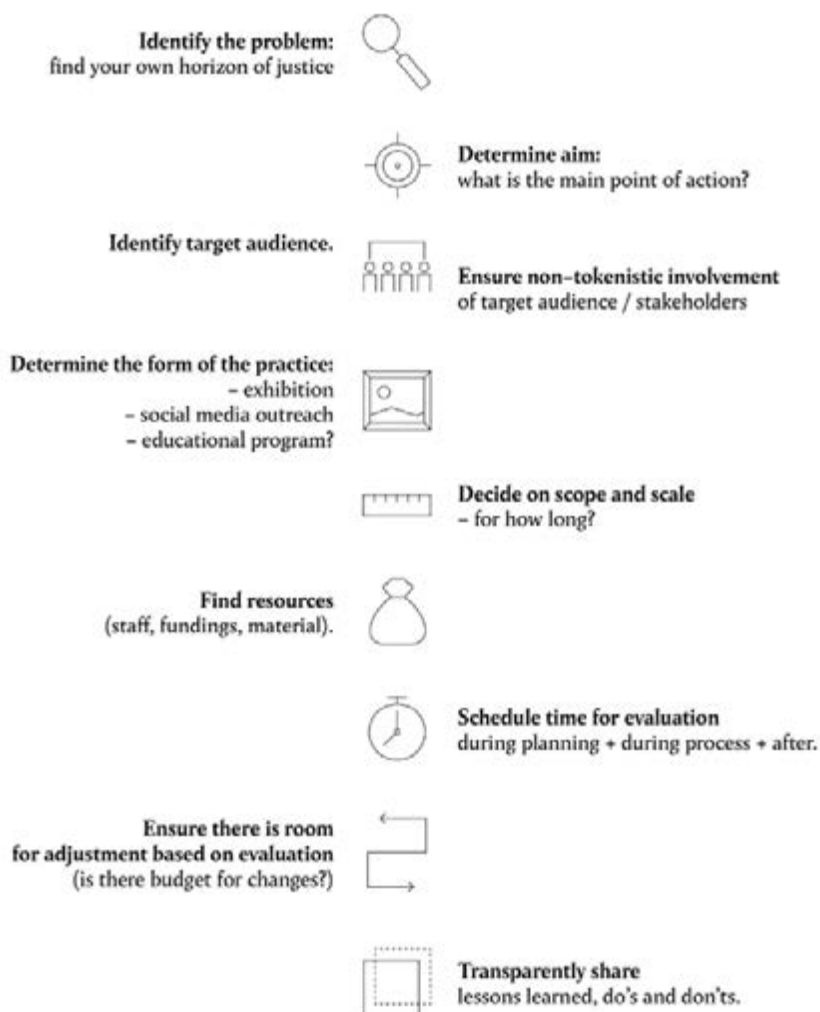 Identify the problem:
find your own horizon of justice
Determine aim:
what is the main point of action?
Identify target audience.
Ensure non-tokenistic involvement
of target audience / stakeholders
Determine the form of the practice:
– exhibition
– social media outreach
– educational program?
Decide on scope and scale
– for how long?
Find resources
(staff, fundings, material).
Schedule time for evaluation
during planning + during process + after.
Ensure there is room
for adjustment based on evaluation
(is there budget for changes?)
Transparently share
lessons learned, do's and don'ts.